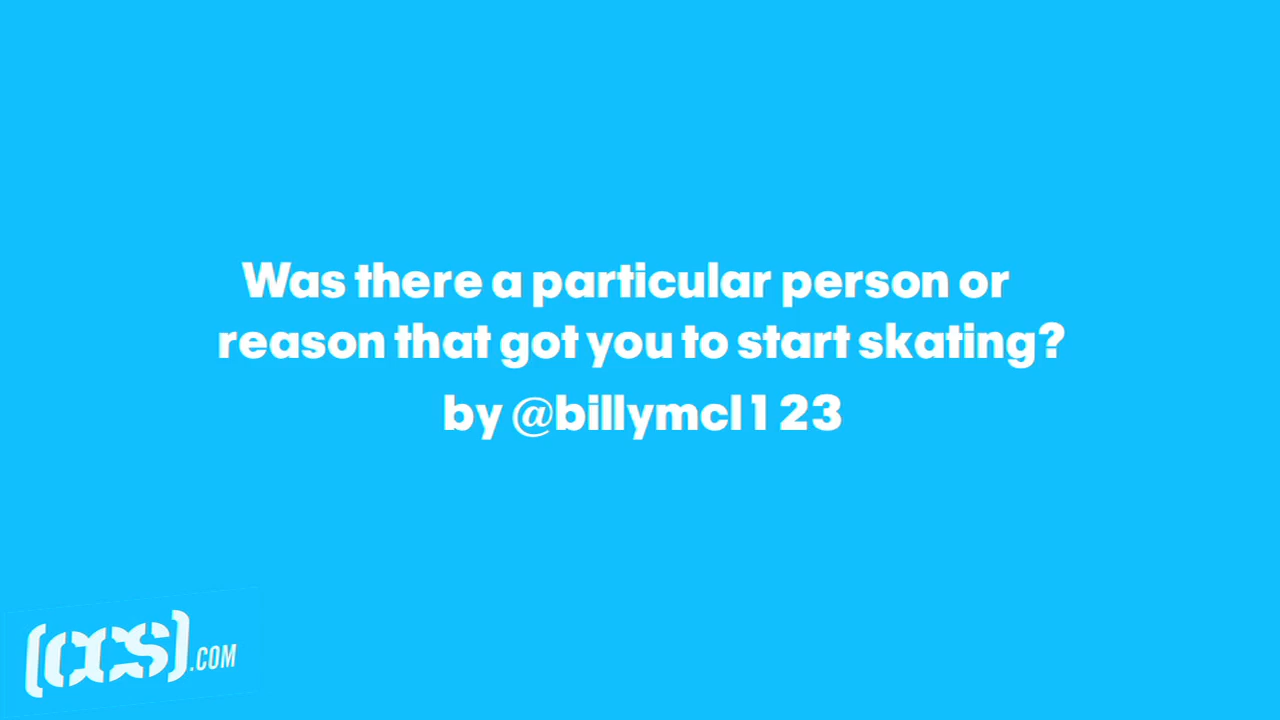 Was there a particular person or
reason that got you to start skating?
by @billymcl123
(ccs).COM